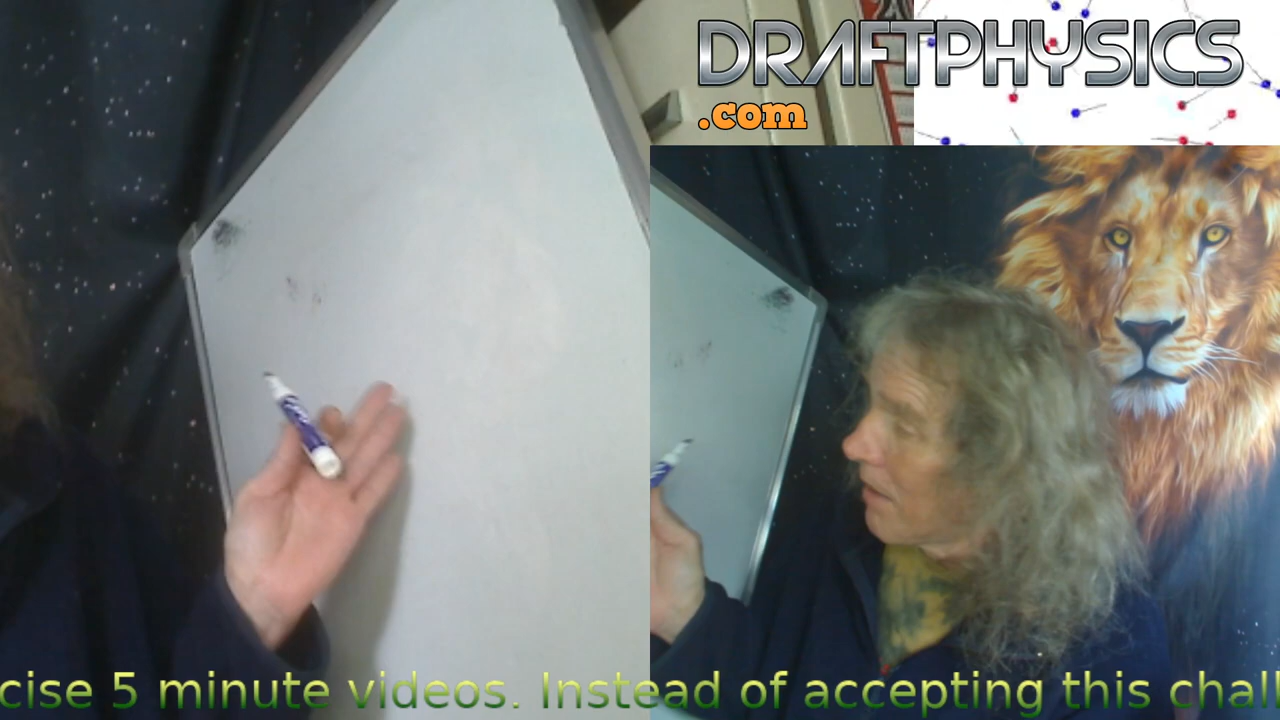 DRAFTPHYSICS
.com
cise 5 minute videos. Instead of accepting this chall